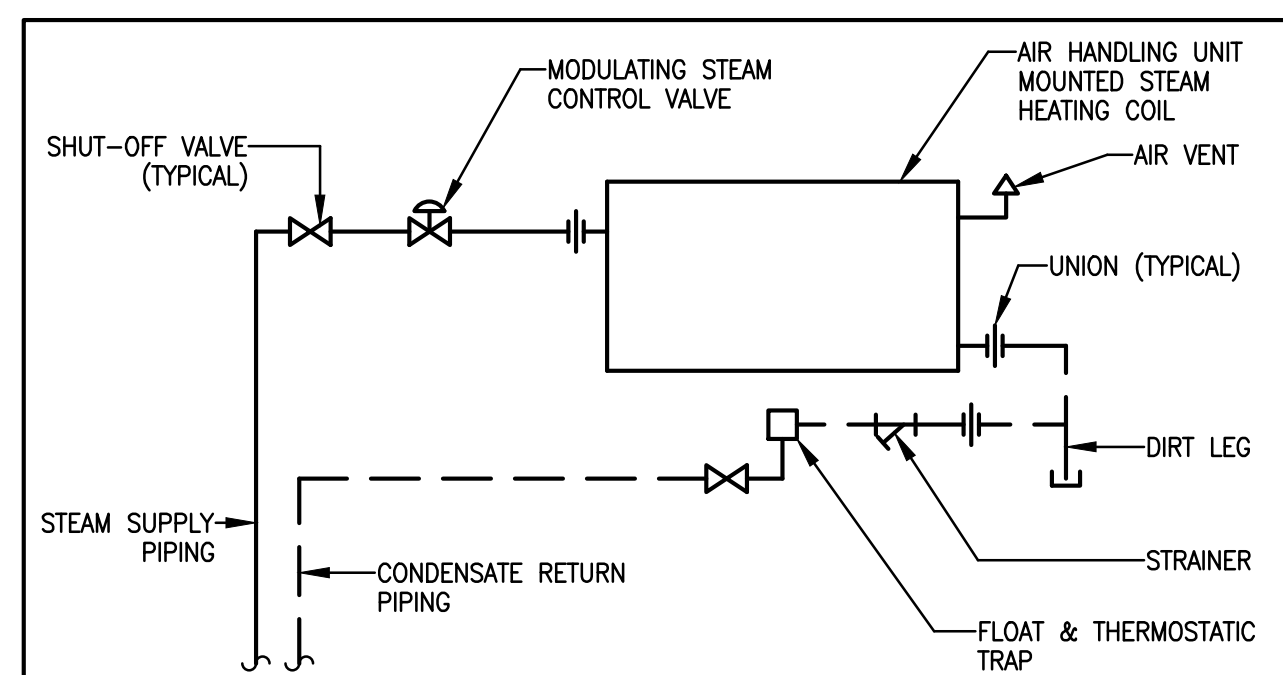 MODULATING STEAM
CONTROL VALVE
AIR HANDLING UNIT
MOUNTED STEAM
HEATING COIL
SHUT-OFF VALVE
(TYPICAL)
AIR VENT
UNION (TYPICAL)
DIRT LEG
STEAM SUPPLY
PIPING
CONDENSATE RETURN
PIPING
STRAINER
FLOAT & THERMOSTATIC
TRAP